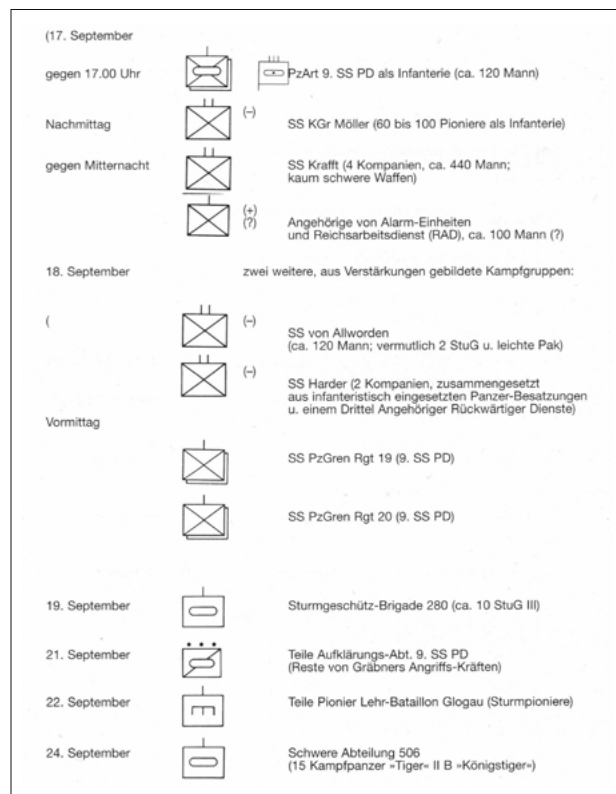 (17. September
gegen 17.00 Uhr PzArt 9. SS PD als Infanterie (ca. 120 Mann)
Nachmittag (–) SS KGr Möller (60 bis 100 Pioniere als Infanterie)
gegen Mitternacht SS Krafft (4 Kompanien, ca. 440 Mann;
kaum schwere Waffen)
(+)
(?) Angehörige von Alarm-Einheiten
und Reichsarbeitsdienst (RAD), ca. 100 Mann (?)
18. September zwei weitere, aus Verstärkungen gebildete Kampfgruppen:
( (–) SS von Allworden
(ca. 120 Mann; vermutlich 2 StuG u. leichte Pak)
(–) SS Harder (2 Kompanien, zusammengesetzt
aus infanteristisch eingesetzten Panzer-Besatzungen
u. einem Drittel Angehöriger Rückwärtiger Dienste)
Vormittag
SS PzGren Rgt 19 (9. SS PD)
SS PzGren Rgt 20 (9. SS PD)
19. September Sturmgeschütz-Brigade 280 (ca. 10 StuG III)
21. September Teile Aufklärungs-Abt. 9. SS PD
(Reste von Gräbners Angriffs-Kräften)
22. September Teile Pionier Lehr-Bataillon Glogau (Sturmpioniere)
24. September Schwere Abteilung 506
(15 Kampfpanzer »Tiger« II B »Königstiger«)